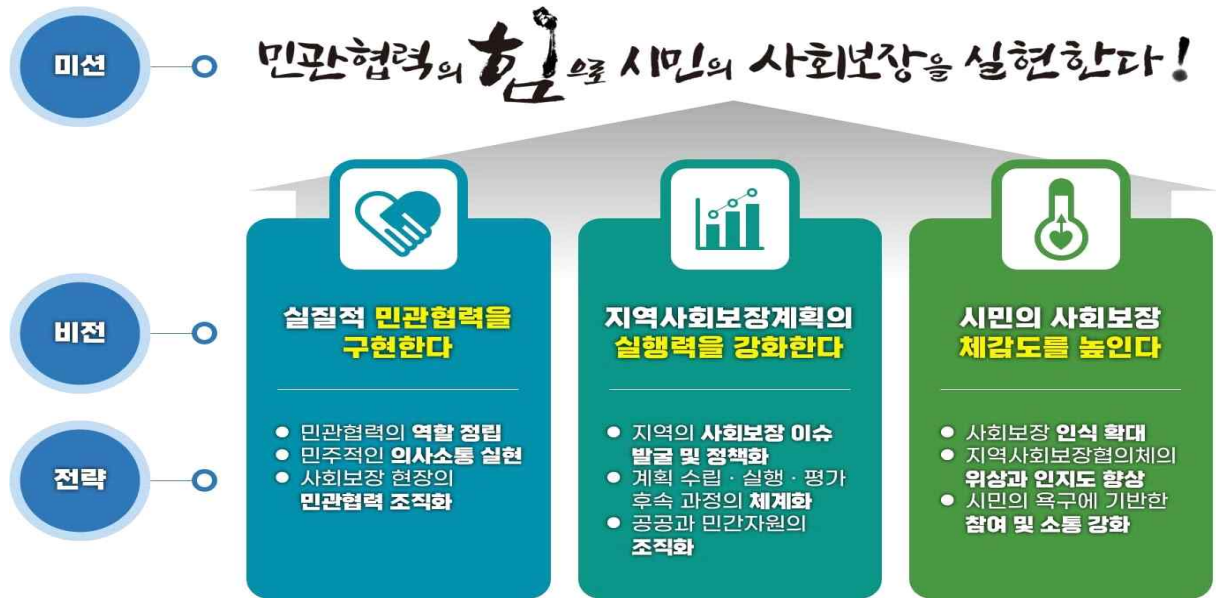 미션
민관협력의 힘으로 시민의 사회보장을 실현한다!
비전
실질적 민관협력을
구현한다
지역사회보장계획의
실행력을 강화한다
시민의 사회보장
체감도를 높인다
전략
● 민관협력의 역할 정립
● 민주적인 의사소통 실현
● 사회보장 현장의
민관협력 조직화
● 지역의 사회보장 이슈
발굴 및 정책화
● 계획 수립 · 실행 · 평가
후속 과정의 체계화
● 공공과 민간자원의
조직화
● 사회보장 인식 확대
● 지역사회보장협의체의
위상과 인지도 향상
● 시민의 욕구에 기반한
참여 및 소통 강화